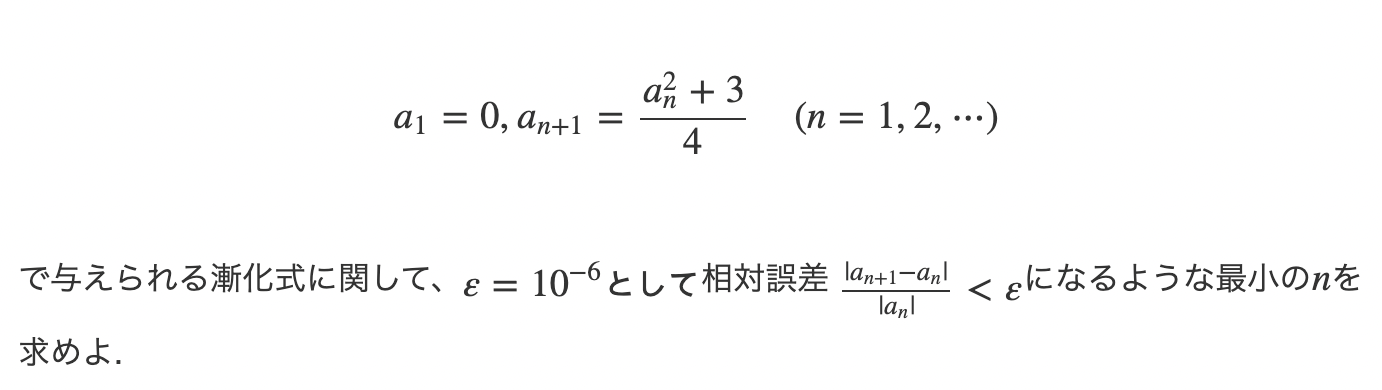 a₁ = 0, aₙ₊₁ = (aₙ² + 3)/4 (n = 1, 2, ⋯)
で与えられる漸化式に関して、ε = 10⁻⁶として相対誤差 |aₙ₊₁−aₙ|/|aₙ| < εになるような最小のnを
求めよ.